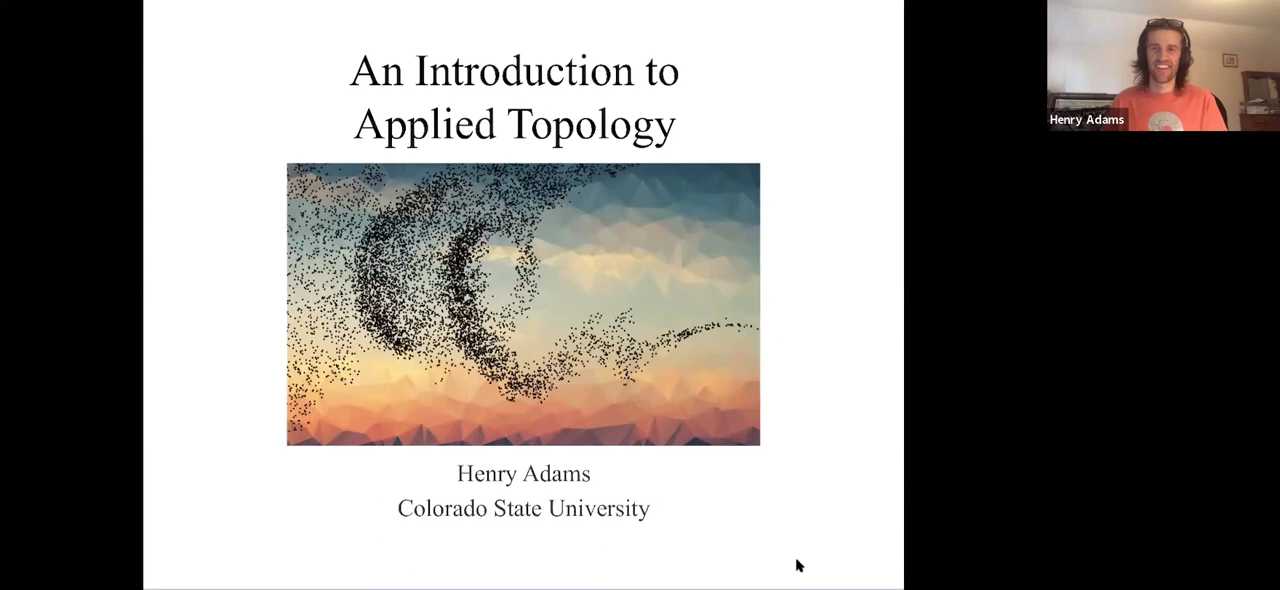 An Introduction to
Applied Topology
Henry Adams
Colorado State University
Henry Adams